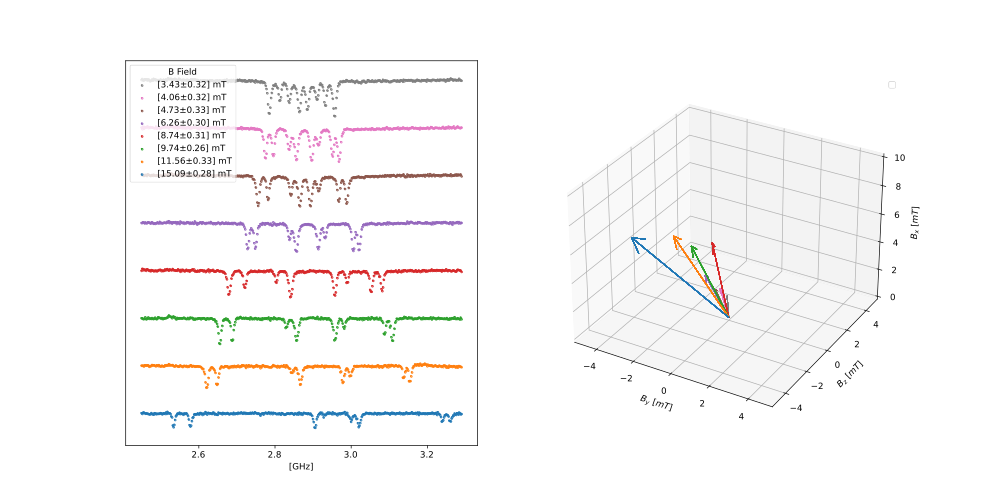 B Field
[3.43±0.32] mT
[4.06±0.32] mT
[4.73±0.33] mT
[6.26±0.30] mT
[8.74±0.31] mT
[9.74±0.26] mT
[11.56±0.33] mT
[15.09±0.28] mT
2.6 2.8 3.0 3.2
[GHz]
10
8
6
4
2
0
B_x [mT]
−4 −2 0 2 4
B_y [mT]
−4 −2 0 2 4
B_z [mT]